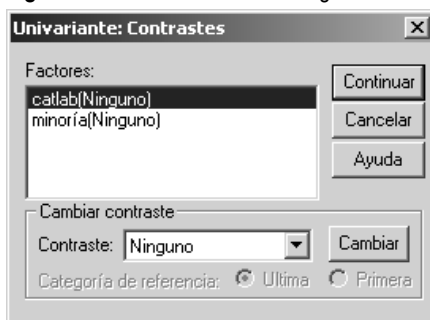 Univariante: Contrastes
Factores:
catlab(Ninguno)
minoría(Ninguno)
Continuar
Cancelar
Ayuda
Cambiar contraste
Contraste: Ninguno Cambiar
Categoría de referencia: Ultima Primera